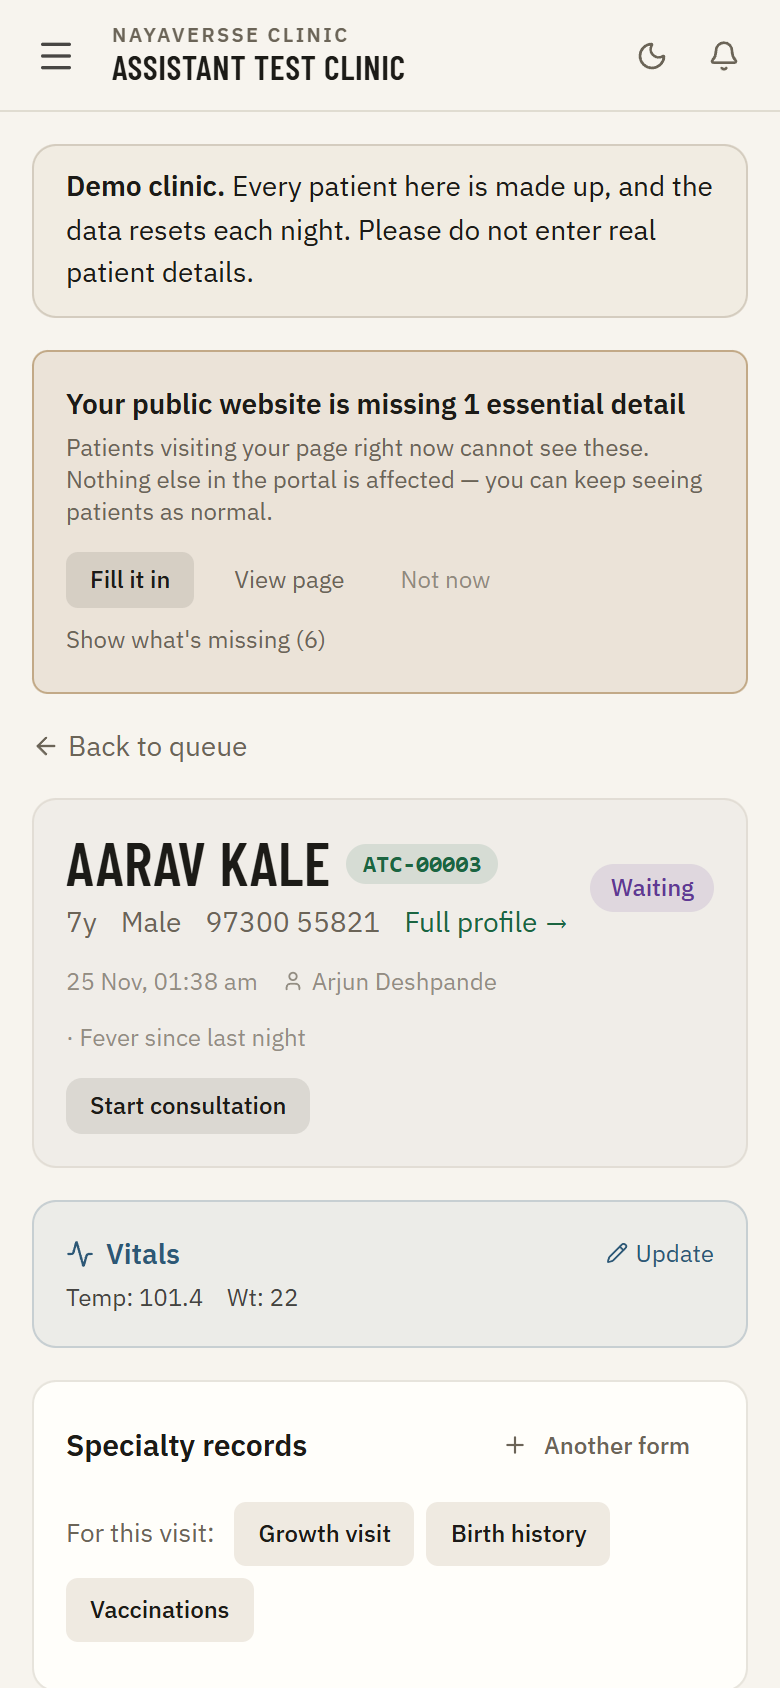 NAYAVERSSE CLINIC
ASSISTANT TEST CLINIC
Demo clinic. Every patient here is made up, and the
data resets each night. Please do not enter real
patient details.
Your public website is missing 1 essential detail
Patients visiting your page right now cannot see these.
Nothing else in the portal is affected — you can keep seeing
patients as normal.
Fill it in View page Not now
Show what's missing (6)
← Back to queue
AARAV KALE ATC-00003
Waiting
7y Male 97300 55821 Full profile →
25 Nov, 01:38 am Arjun Deshpande
· Fever since last night
Start consultation
Vitals Update
Temp: 101.4 Wt: 22
Specialty records + Another form
For this visit: Growth visit Birth history
Vaccinations